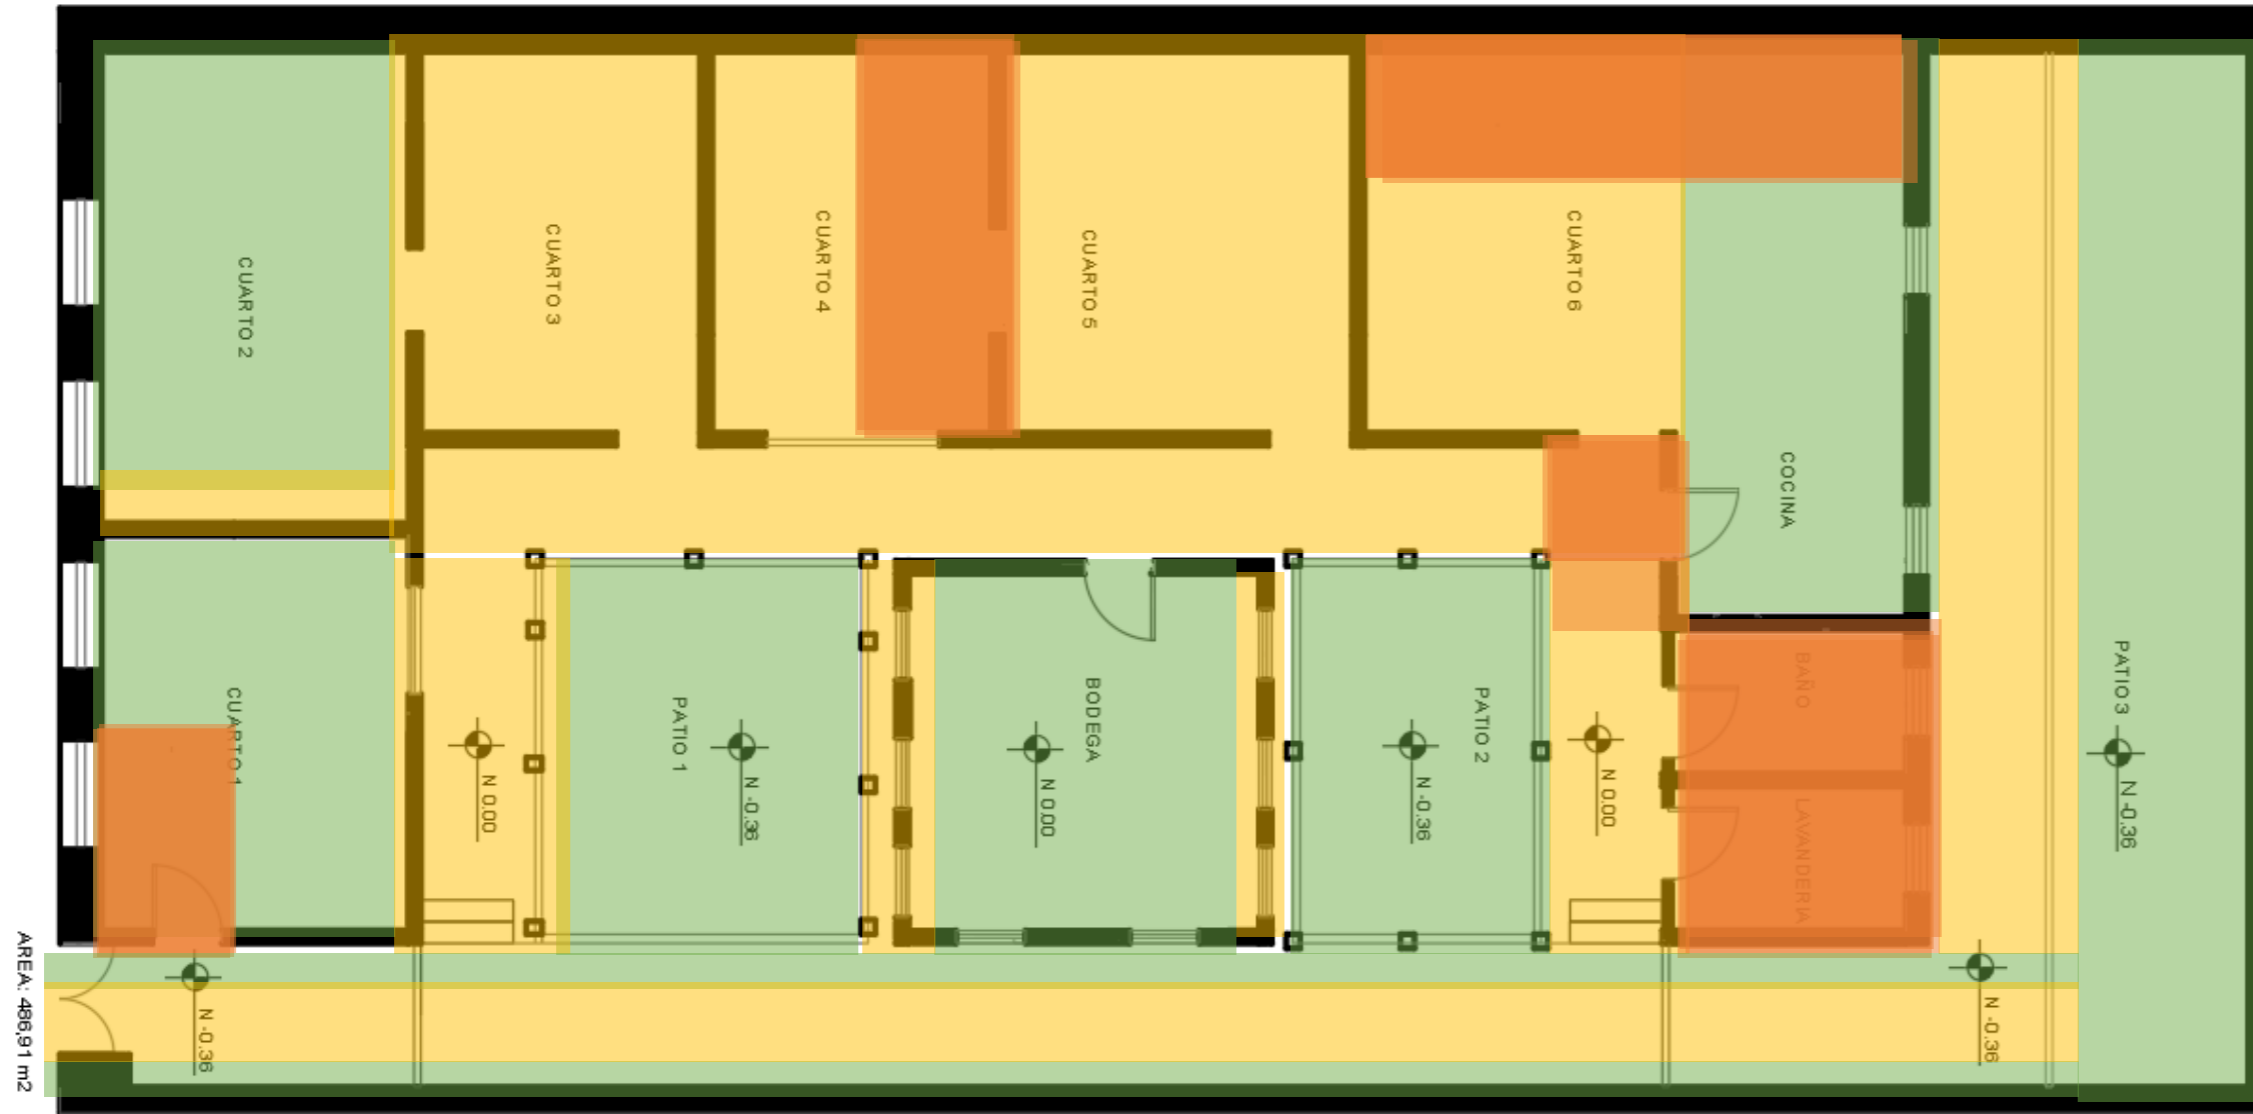 CUARTO 2
CUARTO 3
CUARTO 4
CUARTO 5
CUARTO 6
COCINA
CUARTO 1
N 0.00
PATIO 1
N -0.36
BODEGA
N 0.00
PATIO 2
N -0.36
N 0.00
BAÑO
LAVANDERIA
PATIO 3
N -0.36
N -0.36
N -0.36
AREA: 486,91 m2